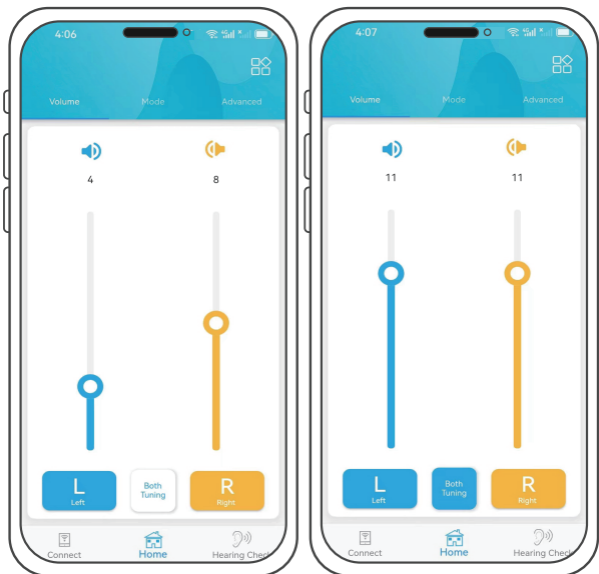 4:06
Volume Mode Advanced
4 8
L
Left
Both
Tuning
R
Right
Connect Home Hearing Check
4:07
Volume Mode Advanced
11 11
L
Left
Both
Tuning
R
Right
Connect Home Hearing Check